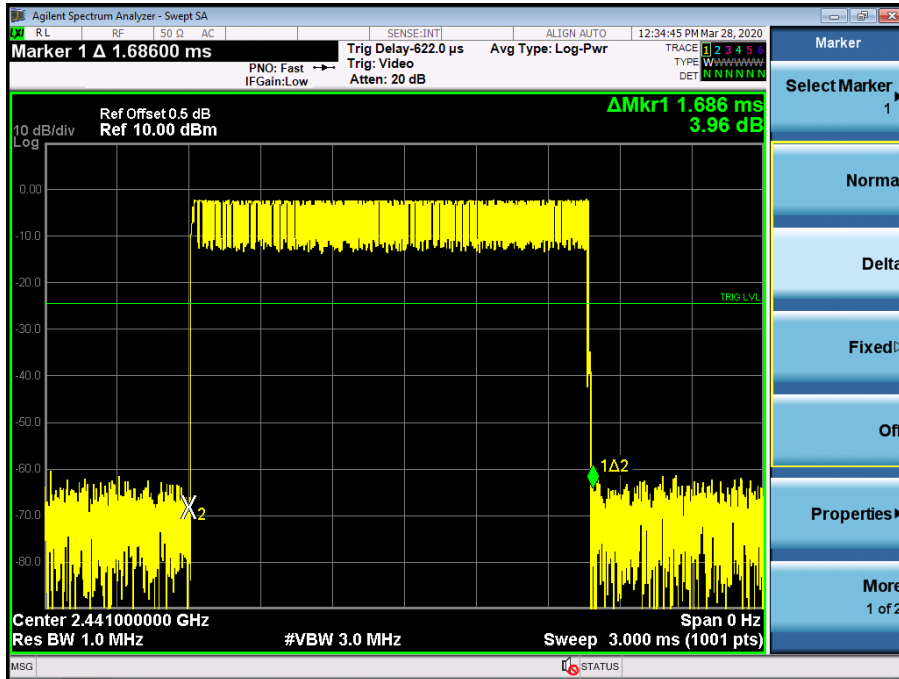 Agilent Spectrum Analyzer - Swept SA
LXI RL RF 50 Ω AC SENSE:INT ALIGN AUTO 12:34:45 PM Mar 28, 2020
Marker 1 Δ 1.68600 ms
Trig Delay-622.0 µs Avg Type: Log-Pwr TRACE 1 2 3 4 5 6
PNO: Fast Trig: Video TYPE WWWWWW
IFGain:Low Atten: 20 dB DET N N N N N N
Marker
Select Marker
1
Norma
Delta
Fixed
Off
Properties
More
1 of 2
ΔMkr1 1.686 ms
3.96 dB
Ref Offset 0.5 dB
10 dB/div Ref 10.00 dBm
Log
0.00
-10.0
-20.0
TRIG LVL
-30.0
-40.0
-50.0
-60.0
1Δ2
2
-70.0
-80.0
Center 2.441000000 GHz Span 0 Hz
Res BW 1.0 MHz #VBW 3.0 MHz Sweep 3.000 ms (1001 pts)
MSG STATUS